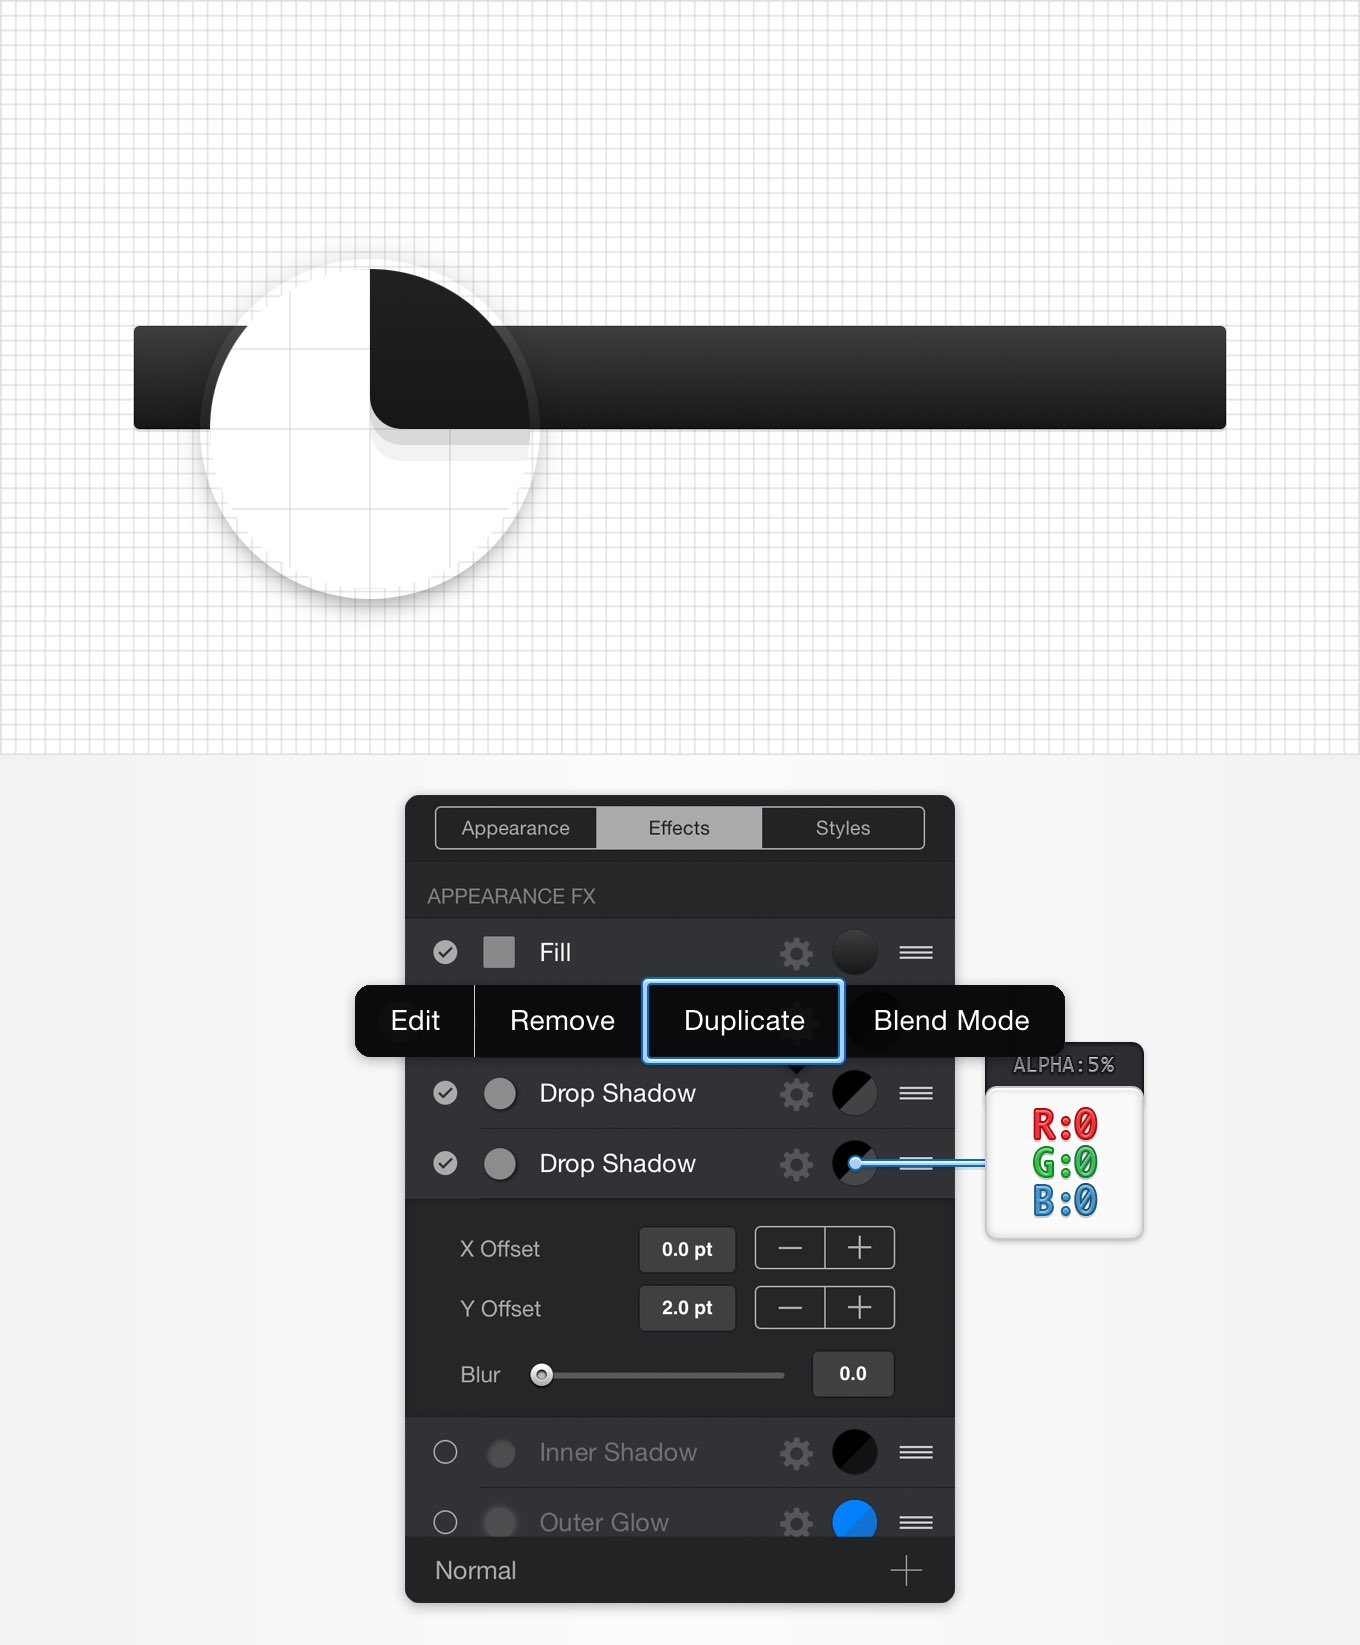 Appearance Effects Styles
APPEARANCE FX
Fill
Edit Remove Duplicate Blend Mode
ALPHA:5%
Drop Shadow
R:0
Drop Shadow
G:0
B:0
X Offset 0.0 pt
Y Offset 2.0 pt
Blur 0.0
Inner Shadow
Outer Glow
Normal